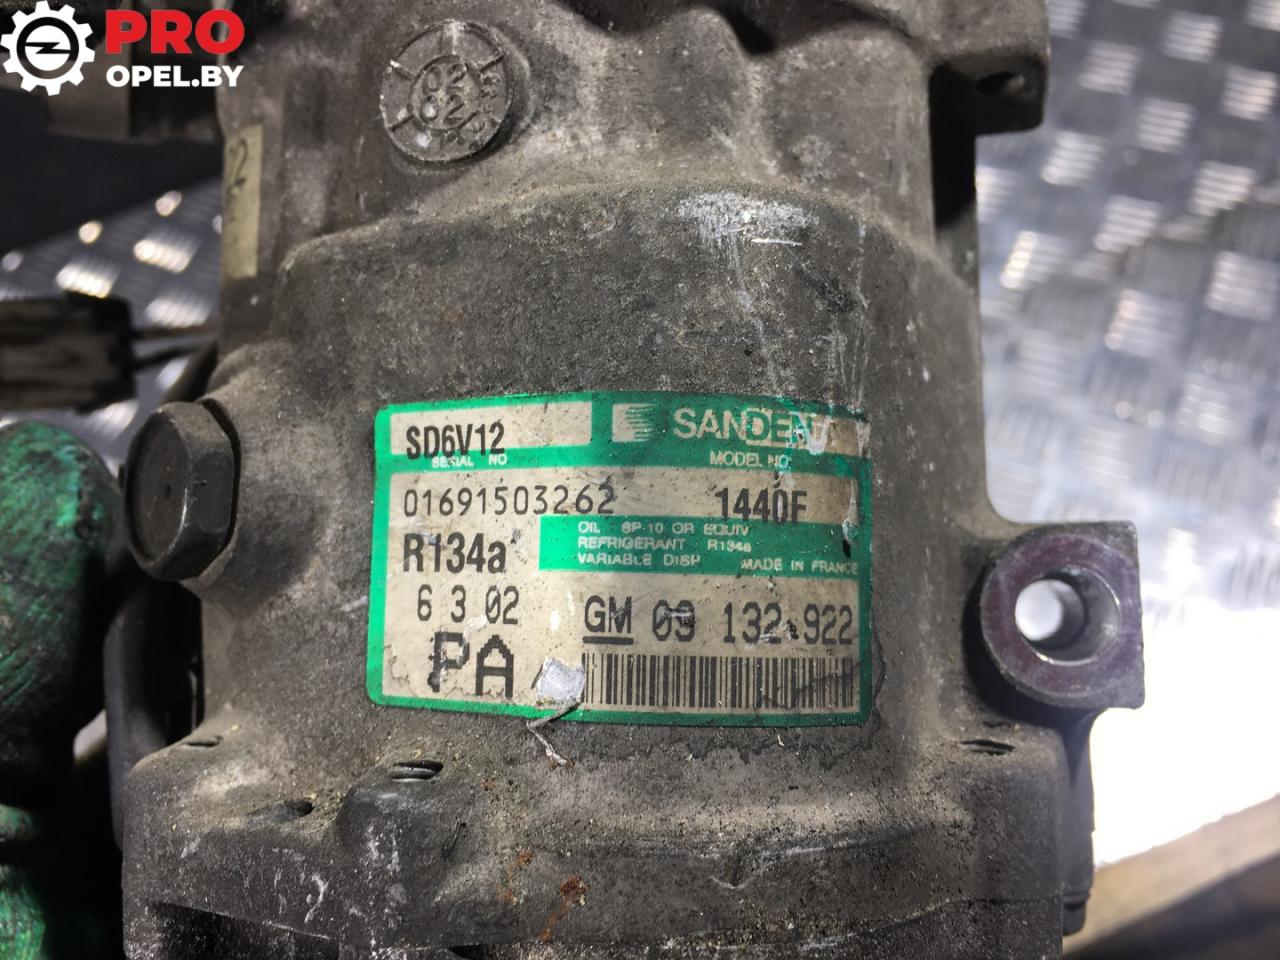 PRO
OPEL.BY
SD6V12
SANDEN
SERIAL NO
MODEL NO
01691503262
1440F
OIL SP-10 OR EQUIV
REFRIGERANT R134a
VARIABLE DISP MADE IN FRANCE
R134a
6 3 02
GM 09 132 922
PA